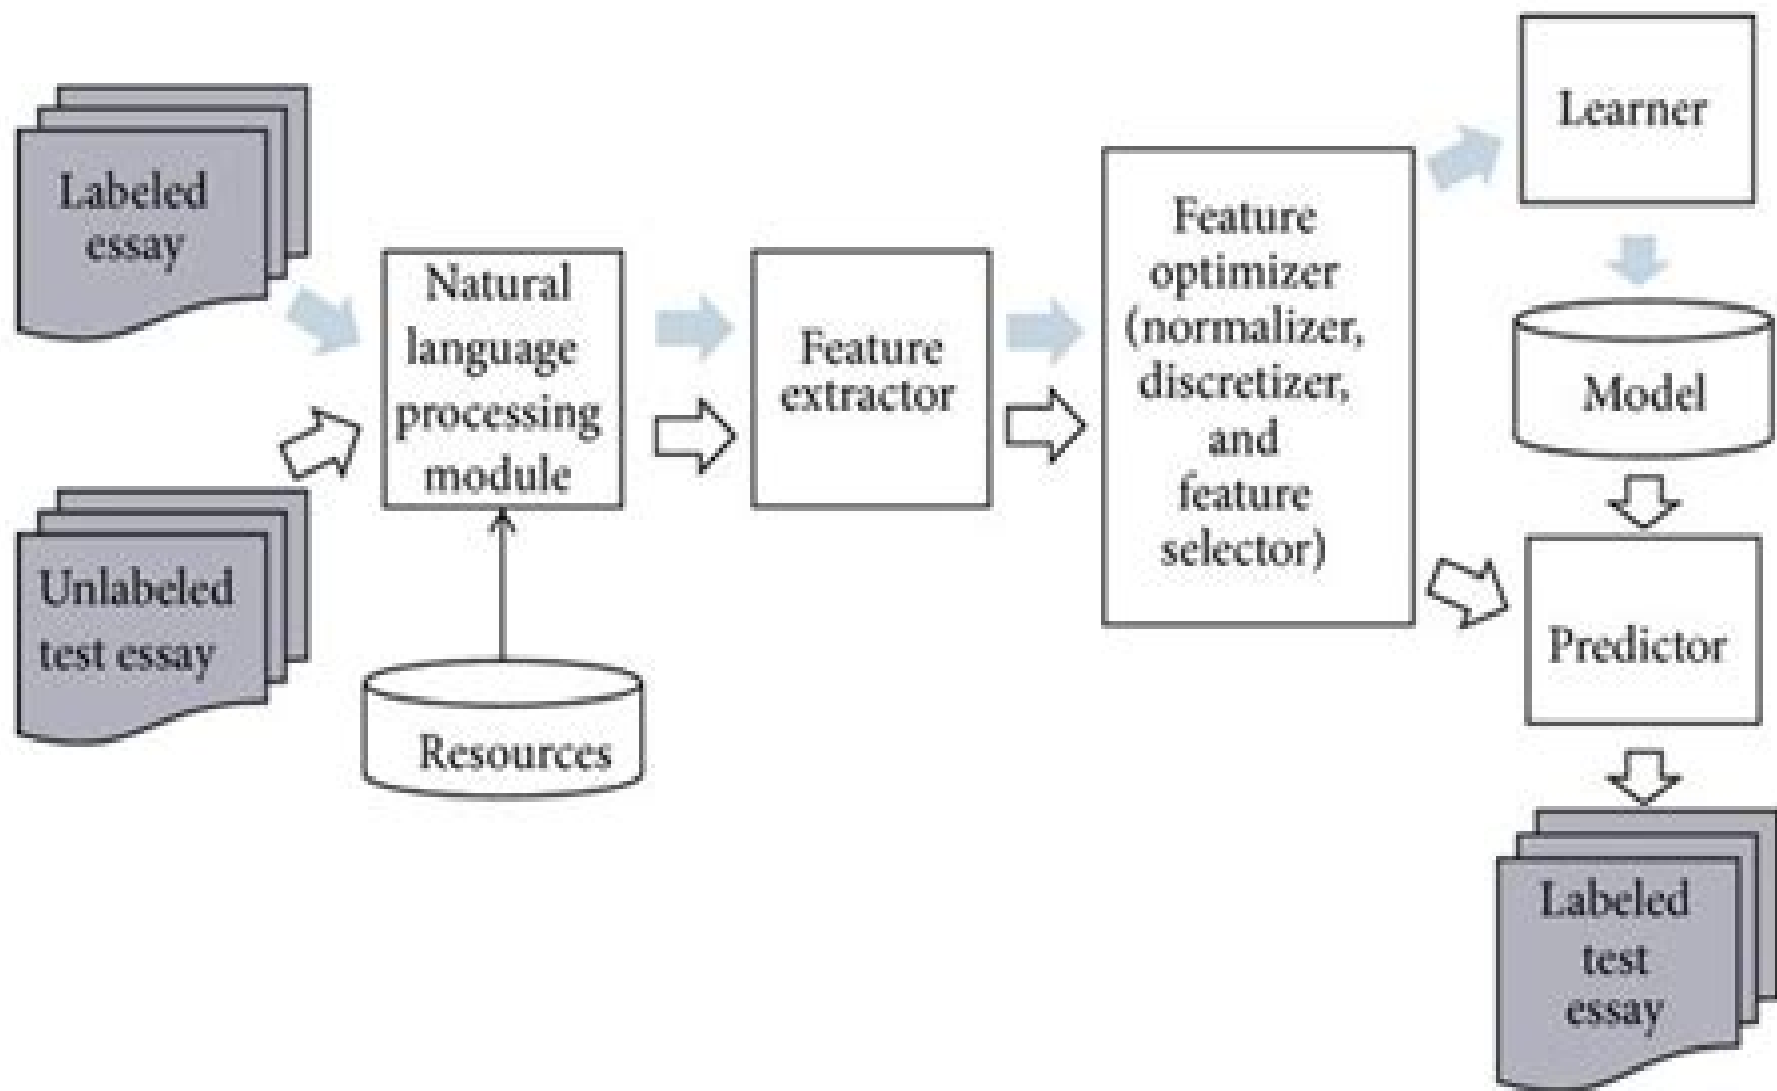 Labeled
essay
Unlabeled
test essay
Natural
language
processing
module
Resources
Feature
extractor
Feature
optimizer
(normalizer,
discretizer,
and
feature
selector)
Learner
Model
Predictor
Labeled
test
essay